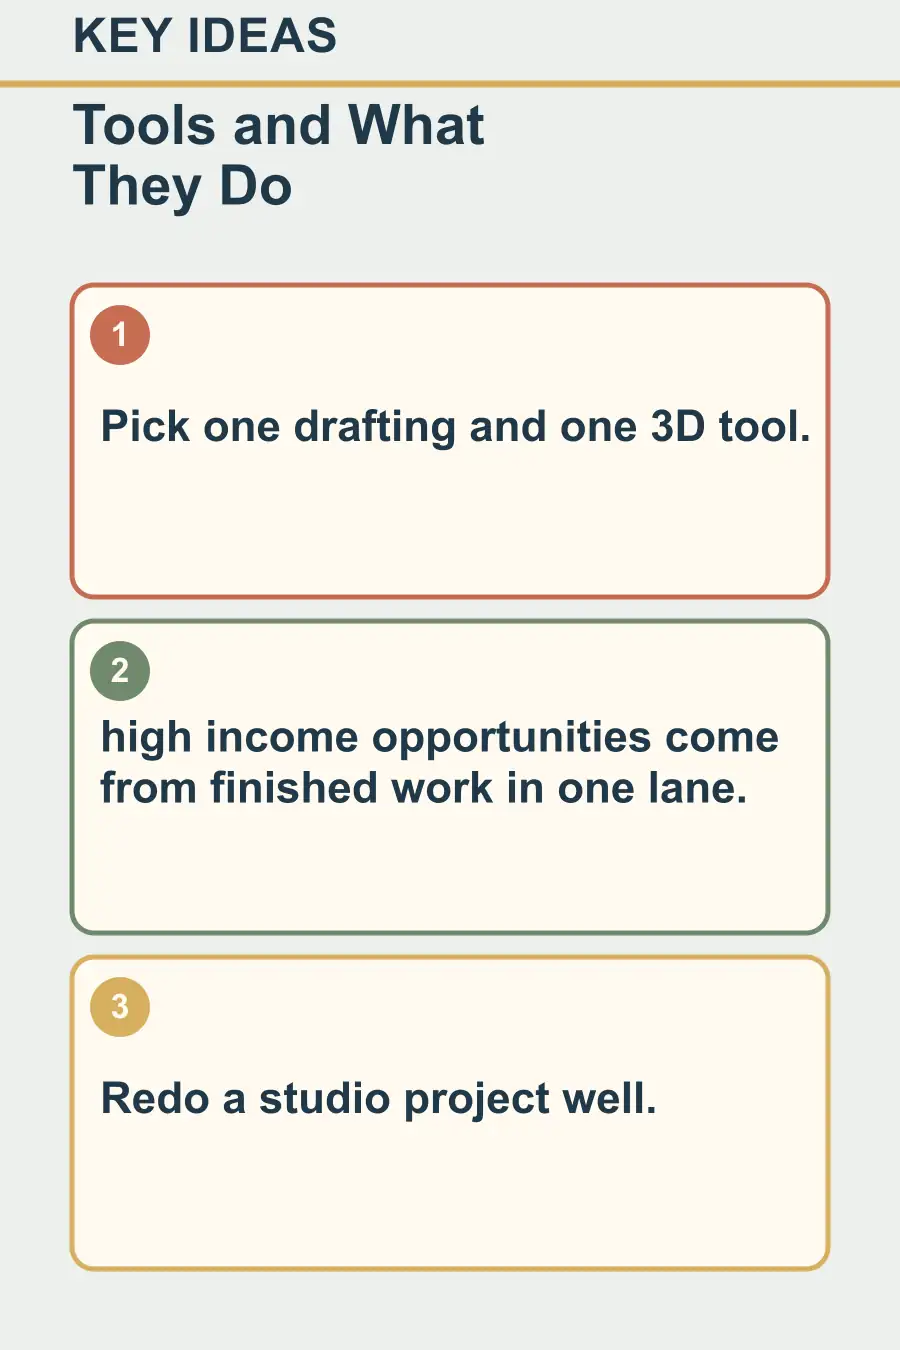 KEY IDEAS
Tools and What
They Do
1
Pick one drafting and one 3D tool.
2
high income opportunities come
from finished work in one lane.
3
Redo a studio project well.